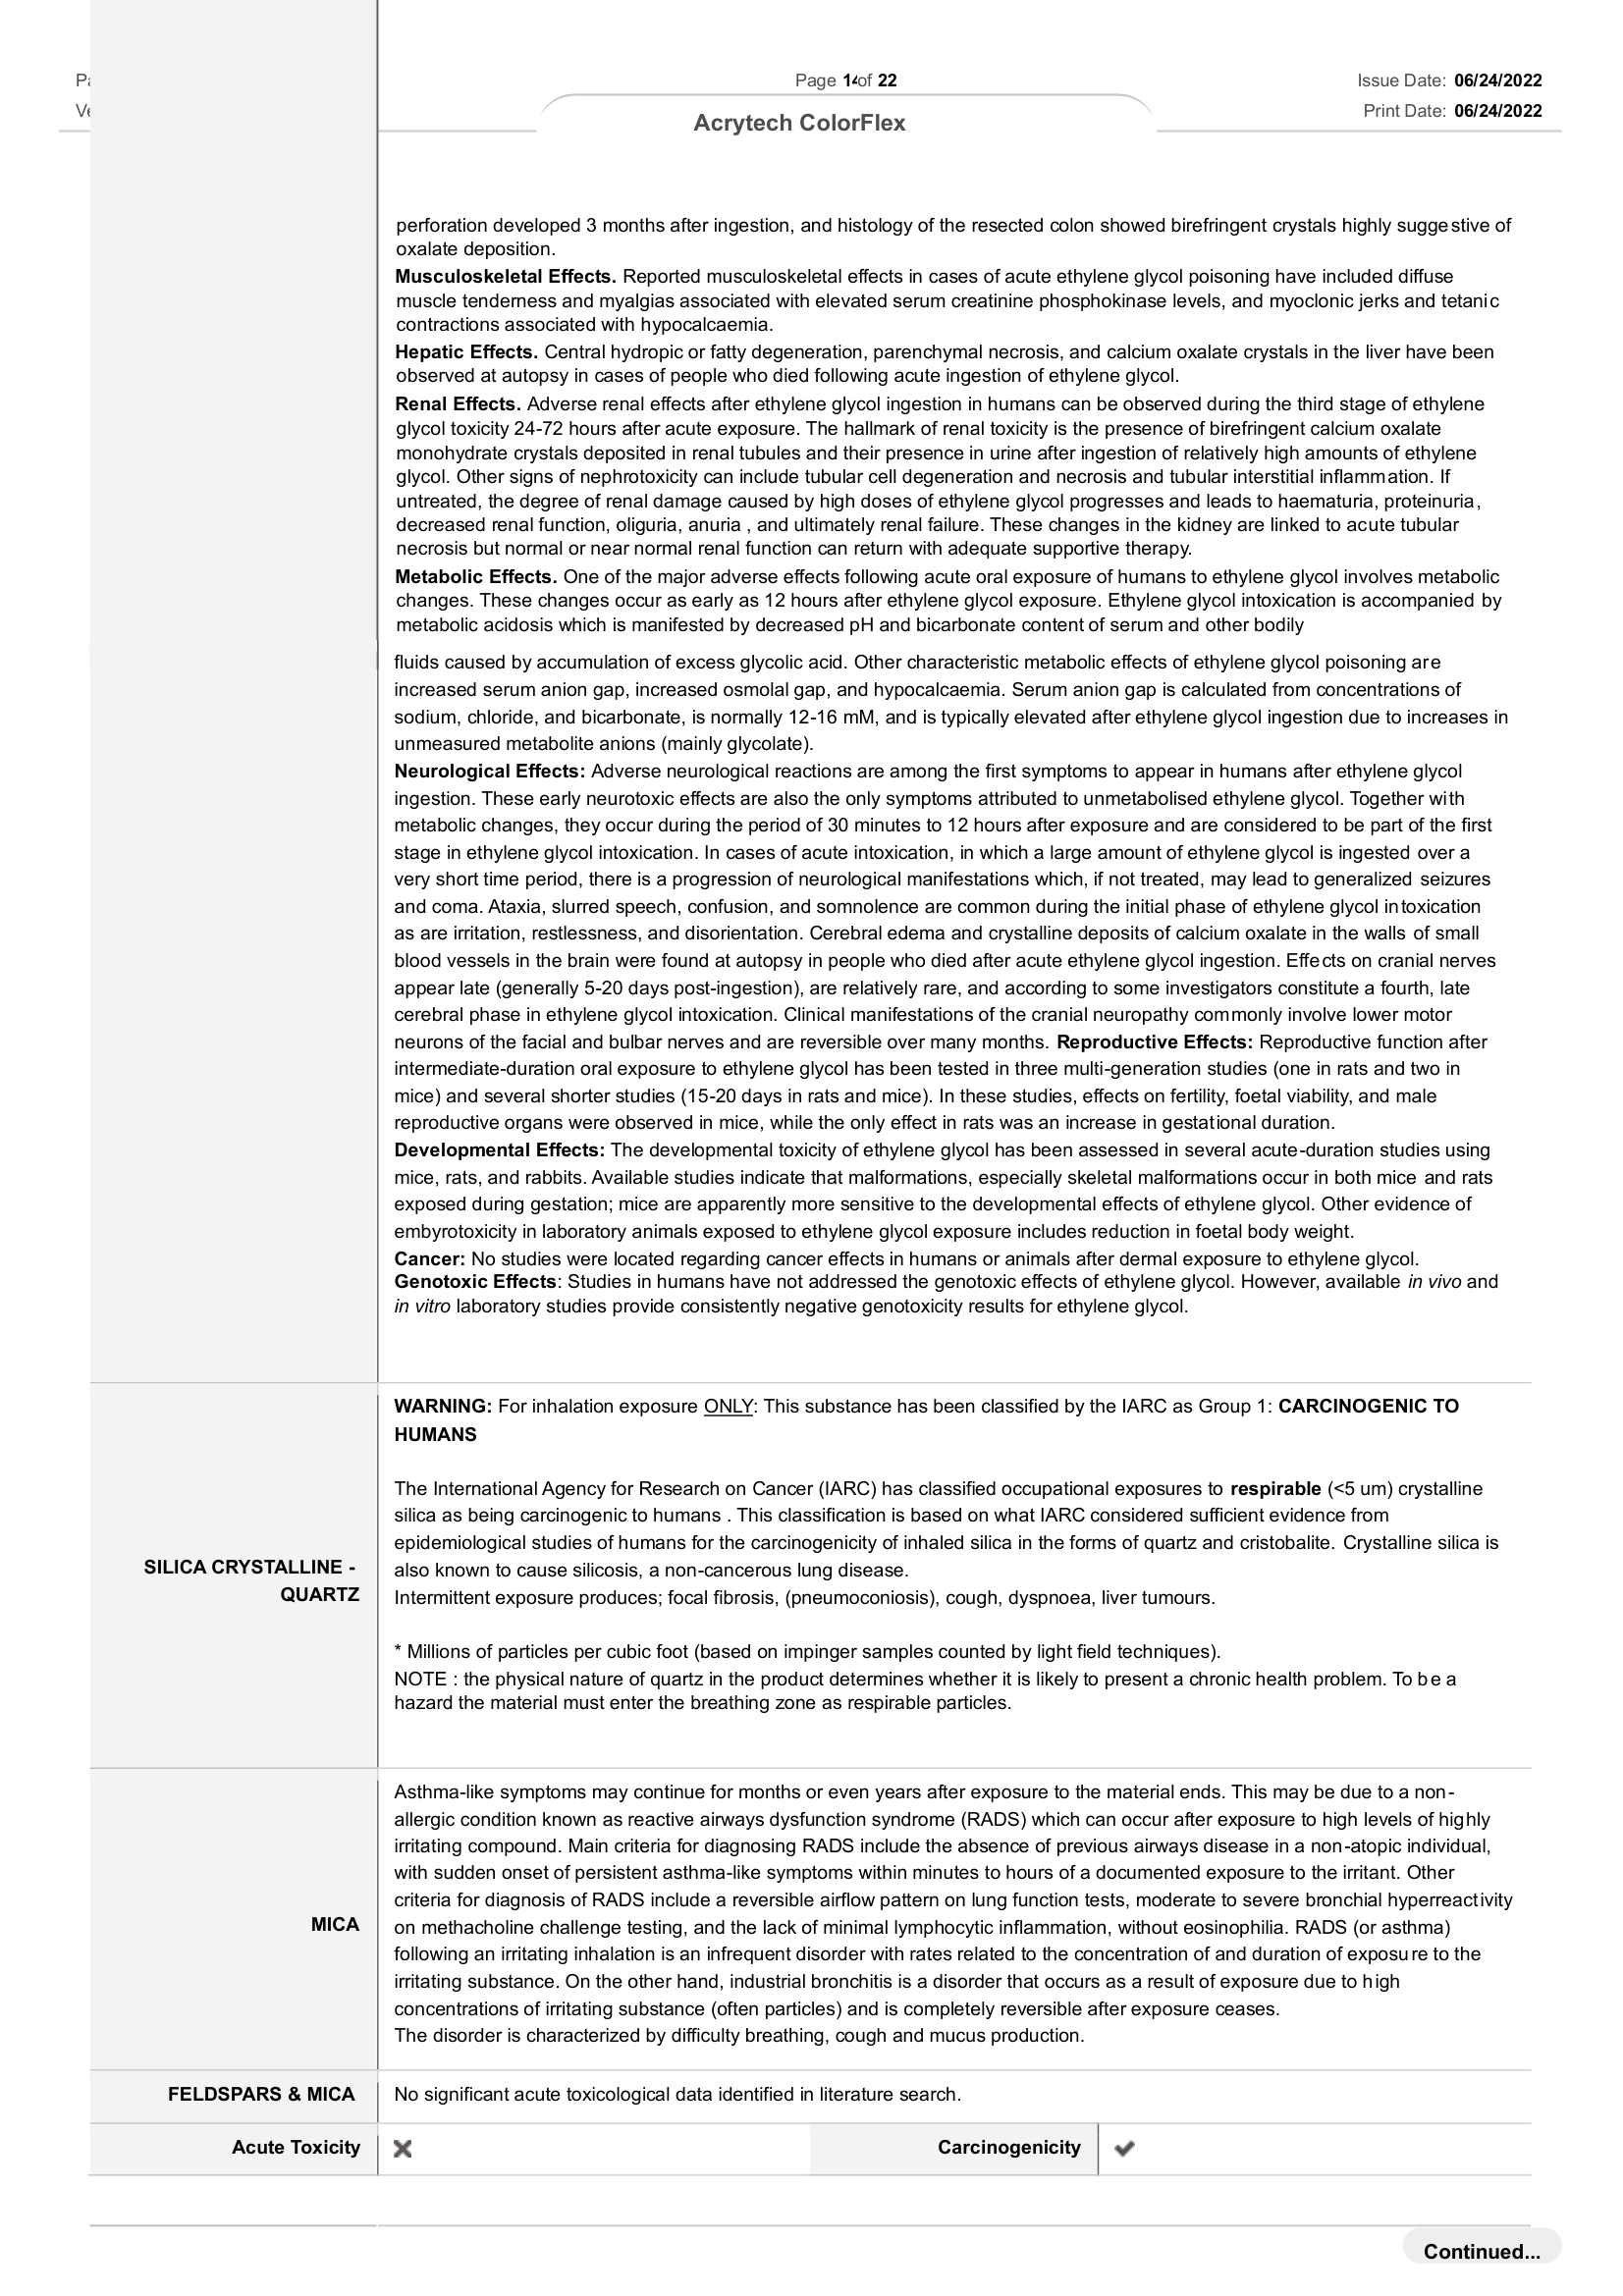 Page 14 of 22
Issue Date: 06/24/2022
Print Date: 06/24/2022
Acrytech ColorFlex
perforation developed 3 months after ingestion, and histology of the resected colon showed birefringent crystals highly suggestive of
oxalate deposition.
Musculoskeletal Effects. Reported musculoskeletal effects in cases of acute ethylene glycol poisoning have included diffuse
muscle tenderness and myalgias associated with elevated serum creatinine phosphokinase levels, and myoclonic jerks and tetanic
contractions associated with hypocalcaemia.
Hepatic Effects. Central hydropic or fatty degeneration, parenchymal necrosis, and calcium oxalate crystals in the liver have been
observed at autopsy in cases of people who died following acute ingestion of ethylene glycol.
Renal Effects. Adverse renal effects after ethylene glycol ingestion in humans can be observed during the third stage of ethylene
glycol toxicity 24-72 hours after acute exposure. The hallmark of renal toxicity is the presence of birefringent calcium oxalate
monohydrate crystals deposited in renal tubules and their presence in urine after ingestion of relatively high amounts of ethylene
glycol. Other signs of nephrotoxicity can include tubular cell degeneration and necrosis and tubular interstitial inflammation. If
untreated, the degree of renal damage caused by high doses of ethylene glycol progresses and leads to haematuria, proteinuria,
decreased renal function, oliguria, anuria , and ultimately renal failure. These changes in the kidney are linked to acute tubular
necrosis but normal or near normal renal function can return with adequate supportive therapy.
Metabolic Effects. One of the major adverse effects following acute oral exposure of humans to ethylene glycol involves metabolic
changes. These changes occur as early as 12 hours after ethylene glycol exposure. Ethylene glycol intoxication is accompanied by
metabolic acidosis which is manifested by decreased pH and bicarbonate content of serum and other bodily
fluids caused by accumulation of excess glycolic acid. Other characteristic metabolic effects of ethylene glycol poisoning are
increased serum anion gap, increased osmolal gap, and hypocalcaemia. Serum anion gap is calculated from concentrations of
sodium, chloride, and bicarbonate, is normally 12-16 mM, and is typically elevated after ethylene glycol ingestion due to increases in
unmeasured metabolite anions (mainly glycolate).
Neurological Effects: Adverse neurological reactions are among the first symptoms to appear in humans after ethylene glycol
ingestion. These early neurotoxic effects are also the only symptoms attributed to unmetabolised ethylene glycol. Together with
metabolic changes, they occur during the period of 30 minutes to 12 hours after exposure and are considered to be part of the first
stage in ethylene glycol intoxication. In cases of acute intoxication, in which a large amount of ethylene glycol is ingested over a
very short time period, there is a progression of neurological manifestations which, if not treated, may lead to generalized seizures
and coma. Ataxia, slurred speech, confusion, and somnolence are common during the initial phase of ethylene glycol intoxication
as are irritation, restlessness, and disorientation. Cerebral edema and crystalline deposits of calcium oxalate in the walls of small
blood vessels in the brain were found at autopsy in people who died after acute ethylene glycol ingestion. Effects on cranial nerves
appear late (generally 5-20 days post-ingestion), are relatively rare, and according to some investigators constitute a fourth, late
cerebral phase in ethylene glycol intoxication. Clinical manifestations of the cranial neuropathy commonly involve lower motor
neurons of the facial and bulbar nerves and are reversible over many months. Reproductive Effects: Reproductive function after
intermediate-duration oral exposure to ethylene glycol has been tested in three multi-generation studies (one in rats and two in
mice) and several shorter studies (15-20 days in rats and mice). In these studies, effects on fertility, foetal viability, and male
reproductive organs were observed in mice, while the only effect in rats was an increase in gestational duration.
Developmental Effects: The developmental toxicity of ethylene glycol has been assessed in several acute-duration studies using
mice, rats, and rabbits. Available studies indicate that malformations, especially skeletal malformations occur in both mice and rats
exposed during gestation; mice are apparently more sensitive to the developmental effects of ethylene glycol. Other evidence of
embyrotoxicity in laboratory animals exposed to ethylene glycol exposure includes reduction in foetal body weight.
Cancer: No studies were located regarding cancer effects in humans or animals after dermal exposure to ethylene glycol.
Genotoxic Effects: Studies in humans have not addressed the genotoxic effects of ethylene glycol. However, available in vivo and
in vitro laboratory studies provide consistently negative genotoxicity results for ethylene glycol.
SILICA CRYSTALLINE -
QUARTZ
WARNING: For inhalation exposure ONLY: This substance has been classified by the IARC as Group 1: CARCINOGENIC TO
HUMANS
The International Agency for Research on Cancer (IARC) has classified occupational exposures to respirable (<5 um) crystalline
silica as being carcinogenic to humans . This classification is based on what IARC considered sufficient evidence from
epidemiological studies of humans for the carcinogenicity of inhaled silica in the forms of quartz and cristobalite. Crystalline silica is
also known to cause silicosis, a non-cancerous lung disease.
Intermittent exposure produces; focal fibrosis, (pneumoconiosis), cough, dyspnoea, liver tumours.
* Millions of particles per cubic foot (based on impinger samples counted by light field techniques).
NOTE : the physical nature of quartz in the product determines whether it is likely to present a chronic health problem. To be a
hazard the material must enter the breathing zone as respirable particles.
MICA
Asthma-like symptoms may continue for months or even years after exposure to the material ends. This may be due to a non-
allergic condition known as reactive airways dysfunction syndrome (RADS) which can occur after exposure to high levels of highly
irritating compound. Main criteria for diagnosing RADS include the absence of previous airways disease in a non-atopic individual,
with sudden onset of persistent asthma-like symptoms within minutes to hours of a documented exposure to the irritant. Other
criteria for diagnosis of RADS include a reversible airflow pattern on lung function tests, moderate to severe bronchial hyperreactivity
on methacholine challenge testing, and the lack of minimal lymphocytic inflammation, without eosinophilia. RADS (or asthma)
following an irritating inhalation is an infrequent disorder with rates related to the concentration of and duration of exposure to the
irritating substance. On the other hand, industrial bronchitis is a disorder that occurs as a result of exposure due to high
concentrations of irritating substance (often particles) and is completely reversible after exposure ceases.
The disorder is characterized by difficulty breathing, cough and mucus production.
FELDSPARS & MICA
No significant acute toxicological data identified in literature search.
Acute Toxicity ✖ Carcinogenicity ✔
Continued...